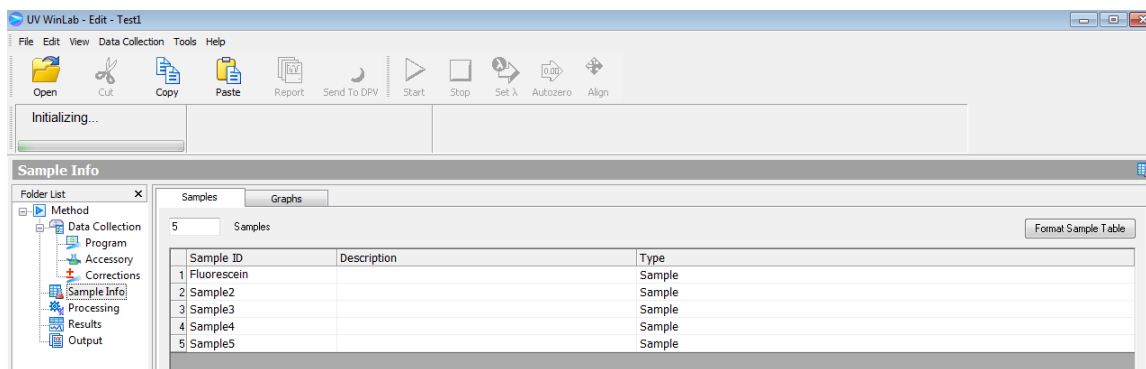 UV WinLab - Edit - Test1
File Edit View Data Collection Tools Help
Open Cut Copy Paste Report Send To DPV Start Stop Set λ Autozero Align
Initializing...
Sample Info
Folder List
Samples Graphs
Method
Data Collection
Program
Accessory
Corrections
Sample Info
Processing
Results
Output
5 Samples Format Sample Table
Sample ID Description Type
1 Fluorescein Sample
2 Sample2 Sample
3 Sample3 Sample
4 Sample4 Sample
5 Sample5 Sample